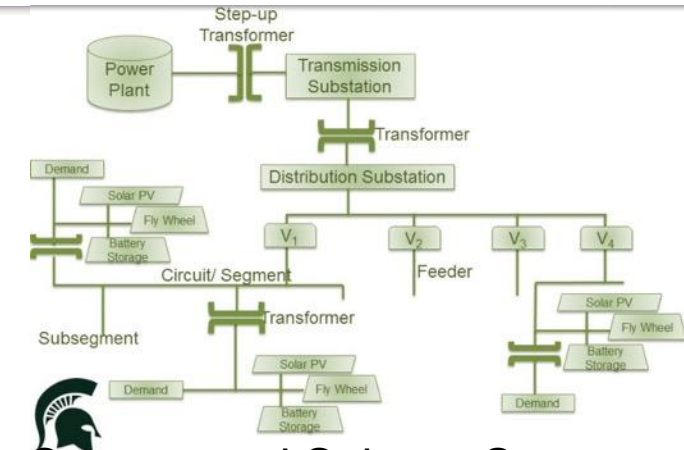 Step-up
Transformer
Power
Plant
Transmission
Substation
Transformer
Demand
Distribution Substation
Solar PV
Fly Wheel
Battery
Storage
V1
V2
V3
V4
Circuit/ Segment
Feeder
Transformer
Subsegment
Solar PV
Fly Wheel
Battery
Storage
Solar PV
Demand
Fly Wheel
Battery
Storage
Demand